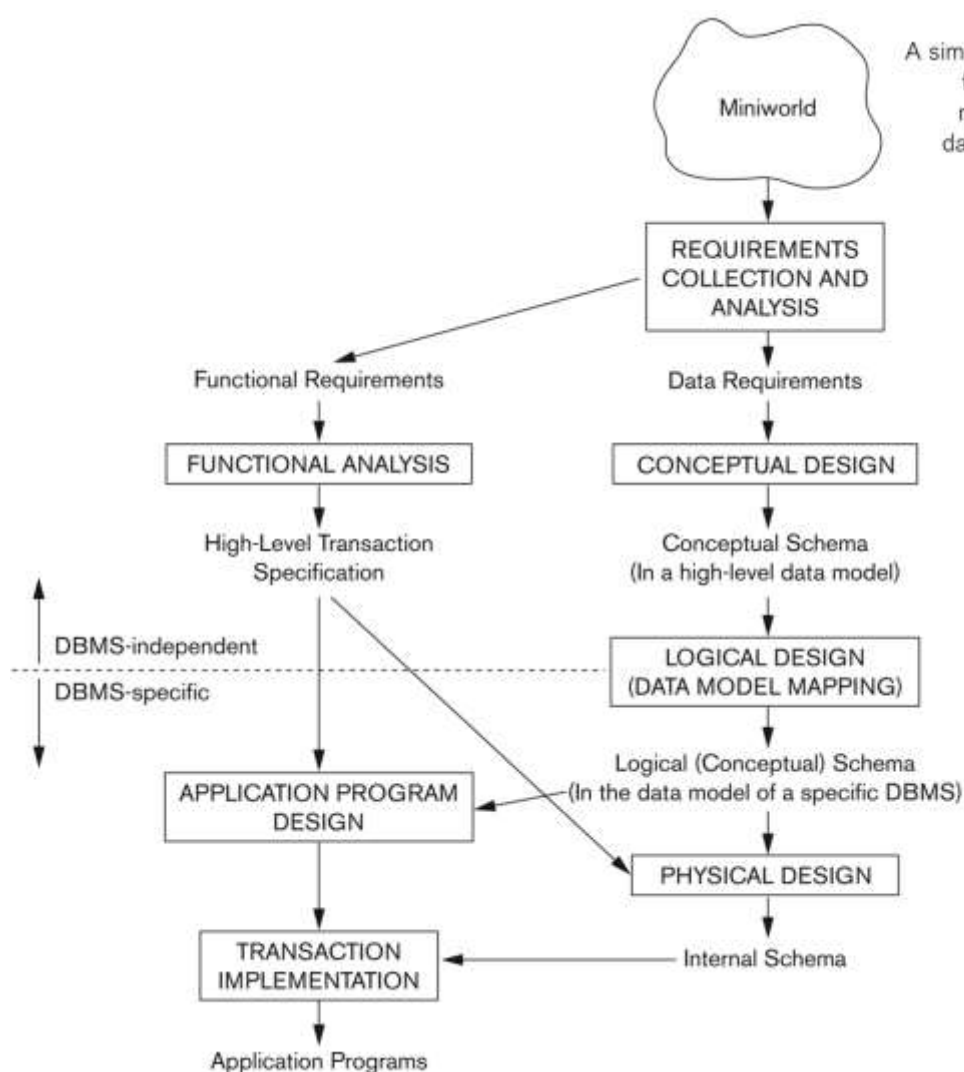 Miniworld
A sim
REQUIREMENTS
COLLECTION AND
ANALYSIS
Functional Requirements
Data Requirements
FUNCTIONAL ANALYSIS
CONCEPTUAL DESIGN
High-Level Transaction
Specification
Conceptual Schema
(In a high-level data model)
DBMS-independent
DBMS-specific
LOGICAL DESIGN
(DATA MODEL MAPPING)
Logical (Conceptual) Schema
(In the data model of a specific DBMS)
APPLICATION PROGRAM
DESIGN
PHYSICAL DESIGN
TRANSACTION
IMPLEMENTATION
Internal Schema
Application Programs